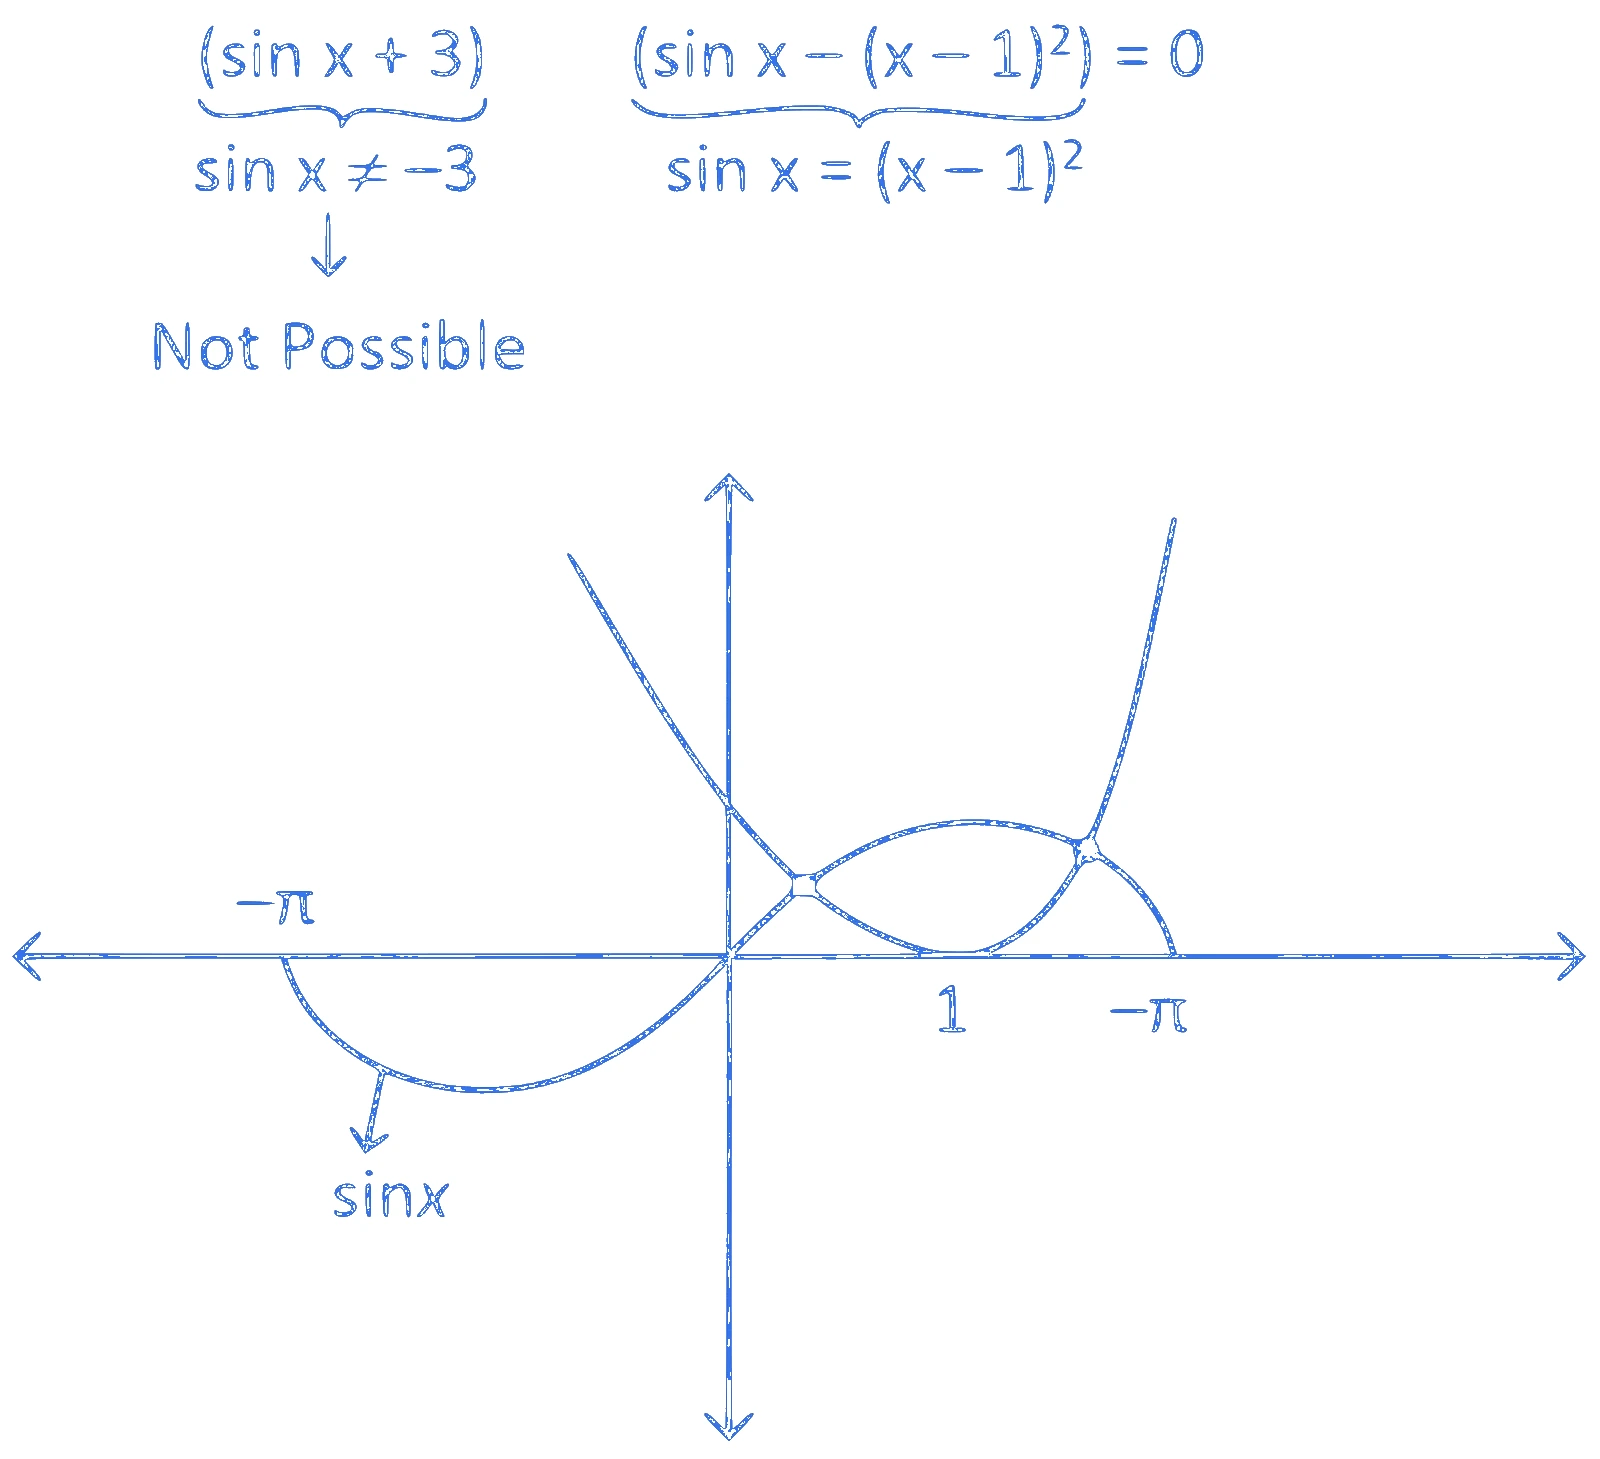 (sin x + 3) (sin x – (x – 1)² ) = 0
sin x ≠ –3 sin x = (x – 1)²
Not Possible
–π
1 –π
sinx